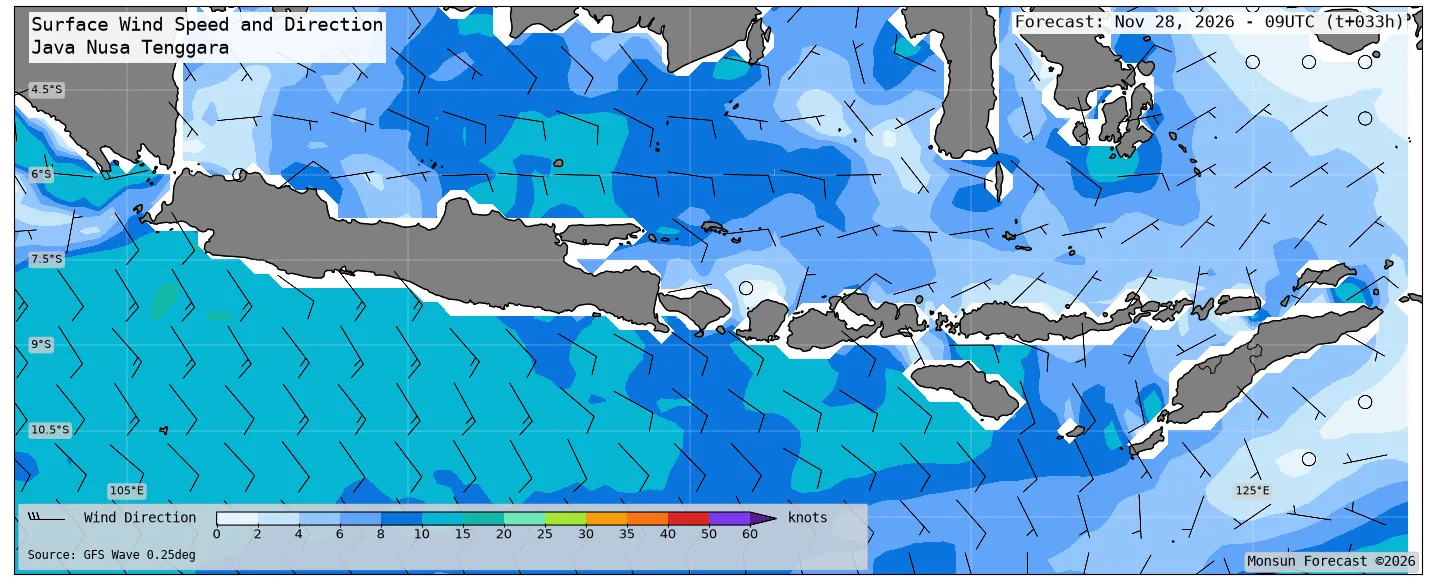 Surface Wind Speed and Direction
Java Nusa Tenggara
Forecast: Nov 28, 2026 - 09UTC (t+033h)
4.5°S
6°S
7.5°S
9°S
10.5°S
105°E
125°E
Wind Direction
0 2 4 6 8 10 15 20 25 30 35 40 50 60
knots
Source: GFS Wave 0.25deg
Monsun Forecast ©2026